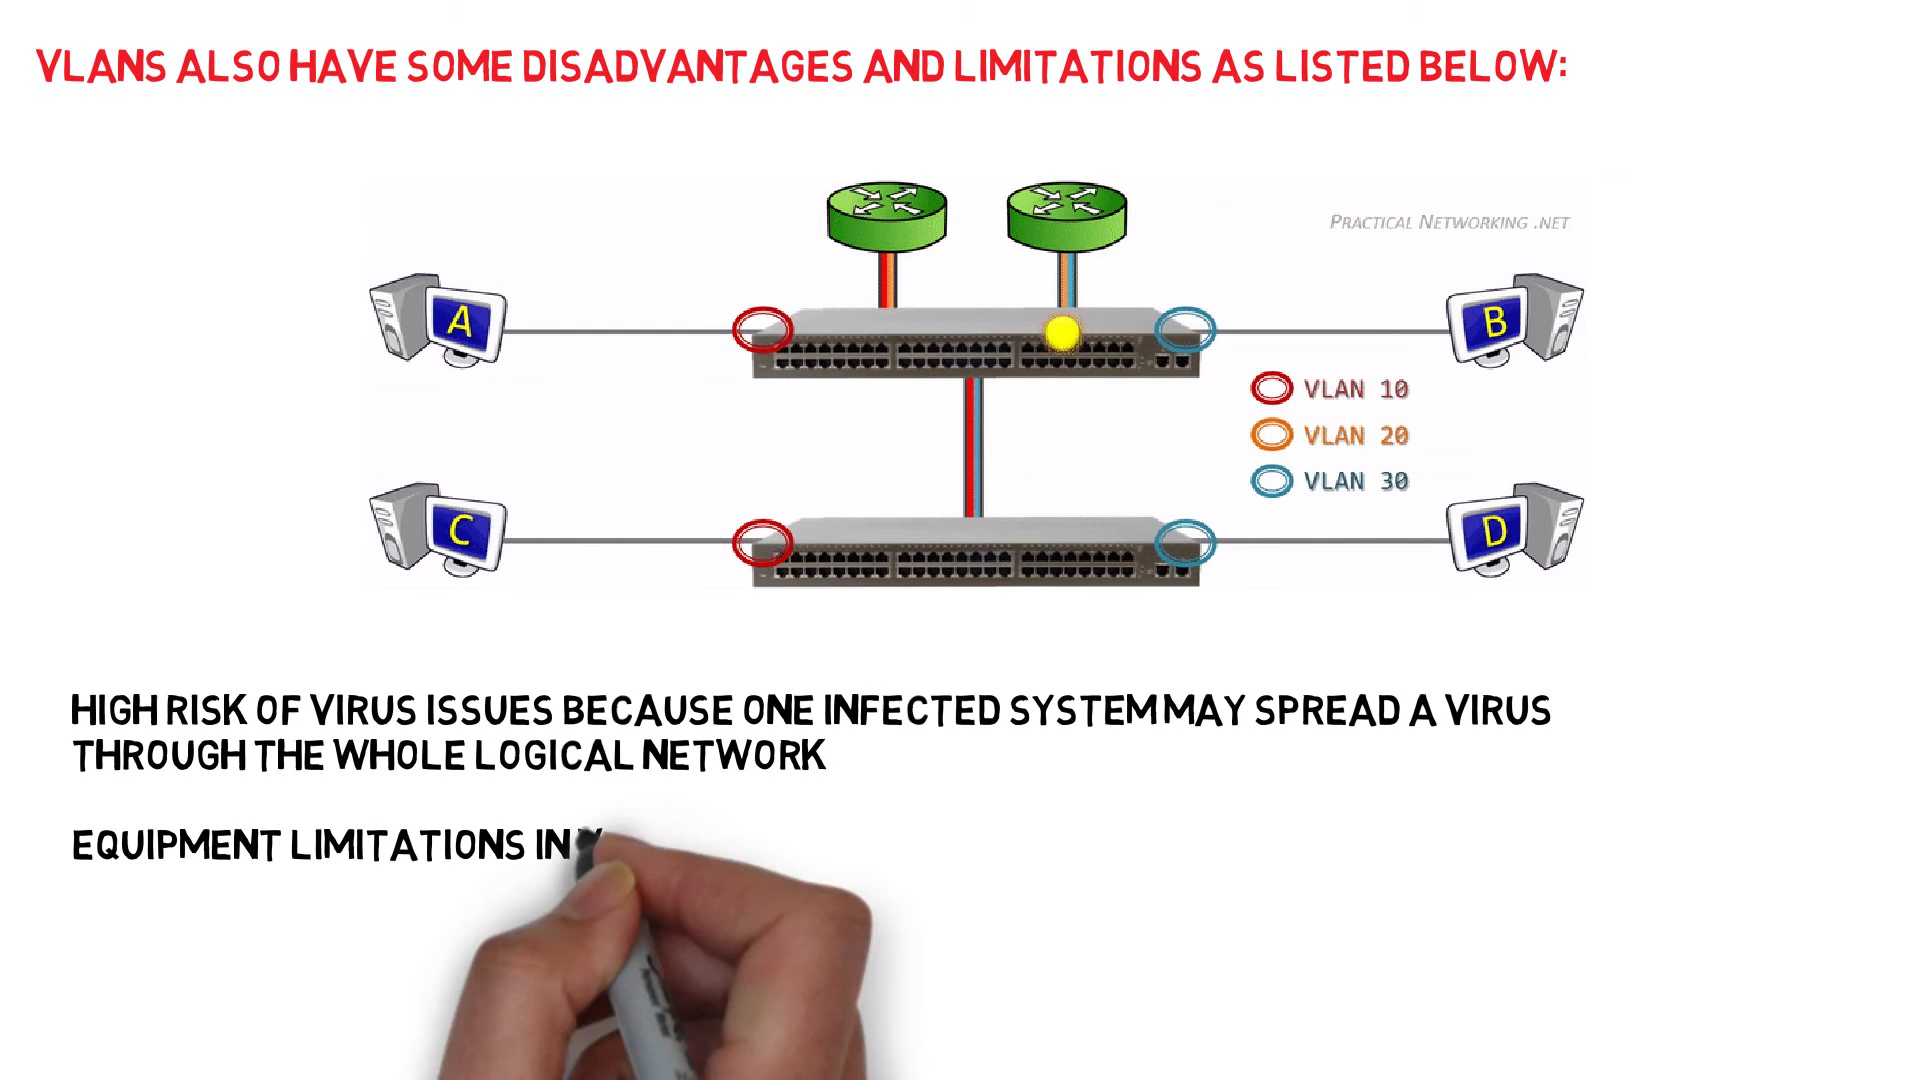 VLANS ALSO HAVE SOME DISADVANTAGES AND LIMITATIONS AS LISTED BELOW:
PRACTICAL NETWORKING .NET
A
B
VLAN 10
VLAN 20
VLAN 30
C
D
HIGH RISK OF VIRUS ISSUES BECAUSE ONE INFECTED SYSTEM MAY SPREAD A VIRUS
THROUGH THE WHOLE LOGICAL NETWORK
EQUIPMENT LIMITATIONS IN